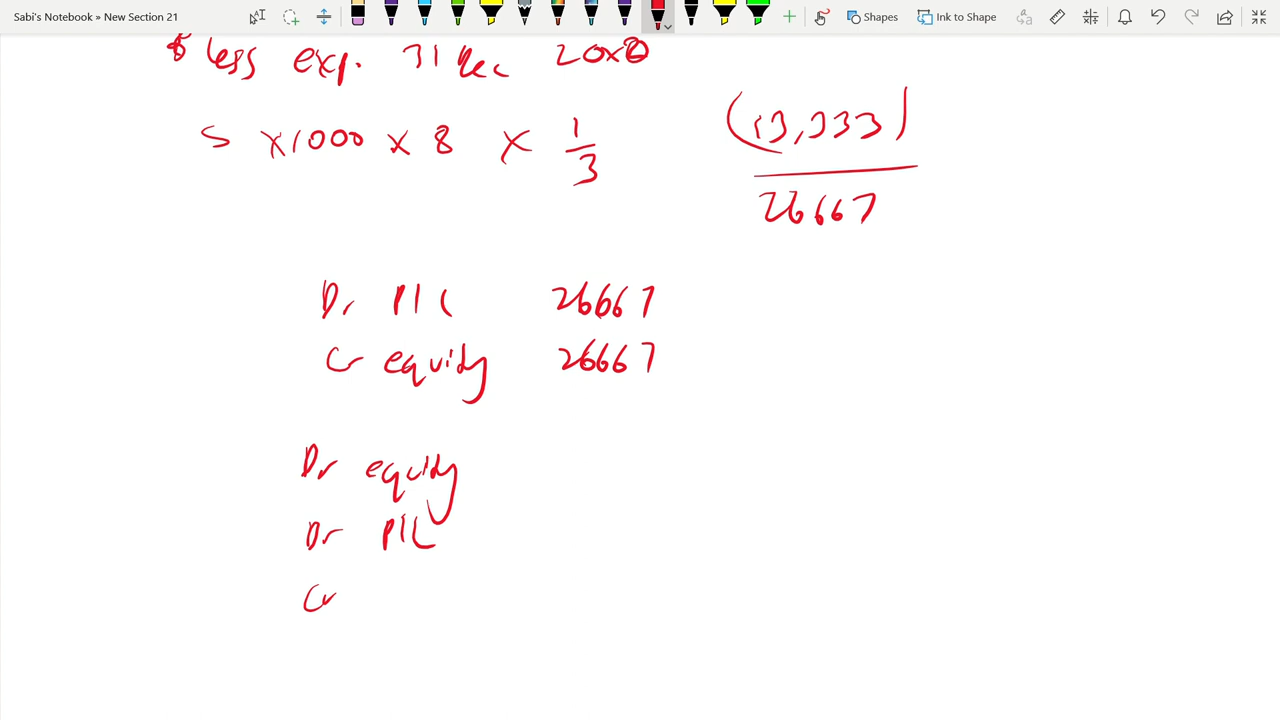 Sabi's Notebook » New Section 21
Shapes
Ink to Shape
less exp. 31 Dec 20x0
5 x 1000 x 8 x 1/3
(13,333)
26667
Dr P/L 26667
Cr equity 26667
Dr equity
Dr P/L
Cr